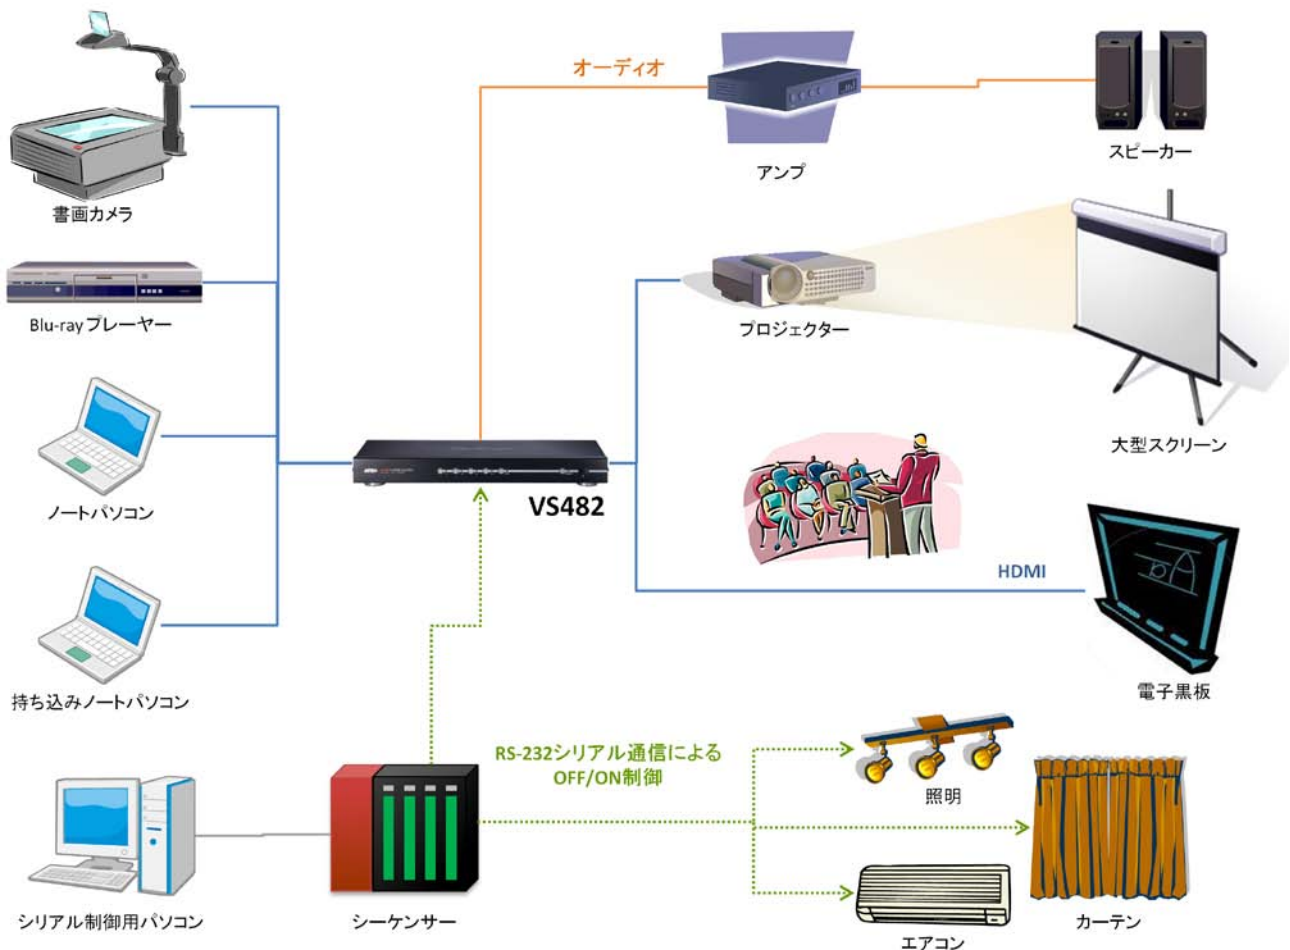 オーディオ
アンプ
スピーカー
書画カメラ
Blu-ray プレーヤー
プロジェクター
大型スクリーン
ノートパソコン
VS482
HDMI
電子黒板
持ち込みノートパソコン
RS-232シリアル通信による
OFF/ON制御
照明
シリアル制御用パソコン
シーケンサー
カーテン
エアコン